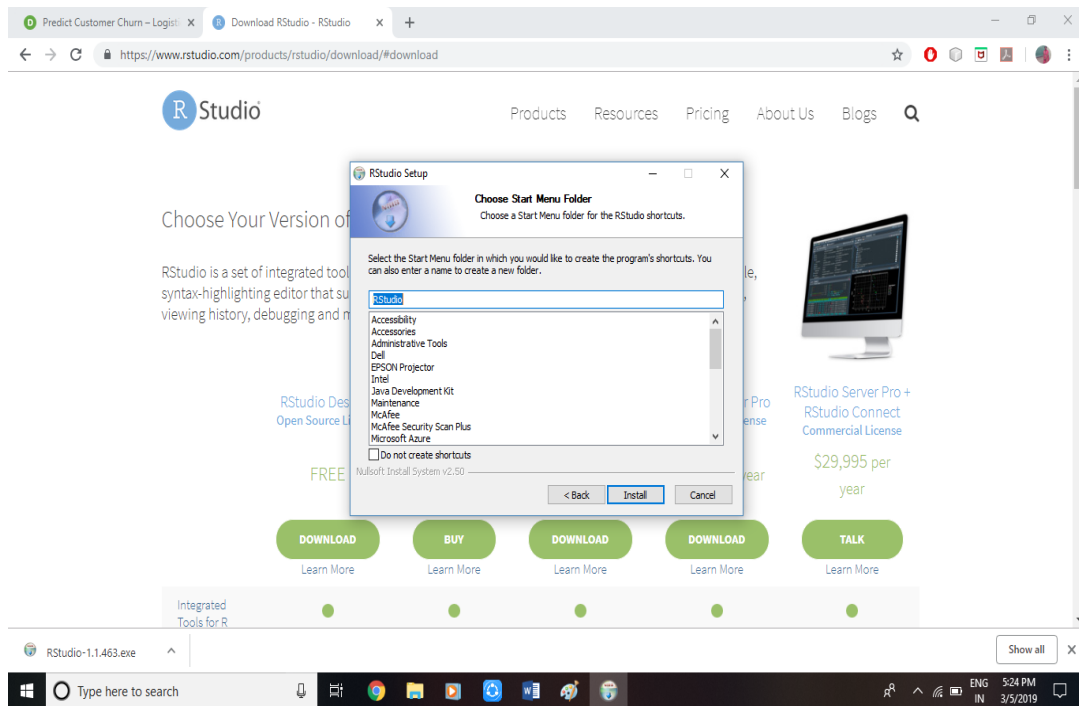 Predict Customer Churn – Logist
Download RStudio - RStudio
https://www.rstudio.com/products/rstudio/download/#download
R Studio
Products Resources Pricing About Us Blogs
Choose Your Version of
RStudio is a set of integrated tool
syntax-highlighting editor that su
viewing history, debugging and m
le,
RStudio Setup
Choose Start Menu Folder
Choose a Start Menu folder for the RStudio shortcuts.
Select the Start Menu folder in which you would like to create the program's shortcuts. You
can also enter a name to create a new folder.
RStudio
Accessibility
Accessories
Administrative Tools
Dell
EPSON Projector
Intel
Java Development Kit
Maintenance
McAfee
McAfee Security Scan Plus
Microsoft Azure
Do not create shortcuts
Nullsoft Install System v2.50
< Back Install Cancel
RStudio Des
Open Source Li
FREE
r Pro
ense
year
RStudio Server Pro +
RStudio Connect
Commercial License
$29,995 per
year
DOWNLOAD BUY DOWNLOAD DOWNLOAD TALK
Learn More Learn More Learn More Learn More Learn More
Integrated
Tools for R
RStudio-1.1.463.exe
Show all
Type here to search
ENG
IN
5:24 PM
3/5/2019